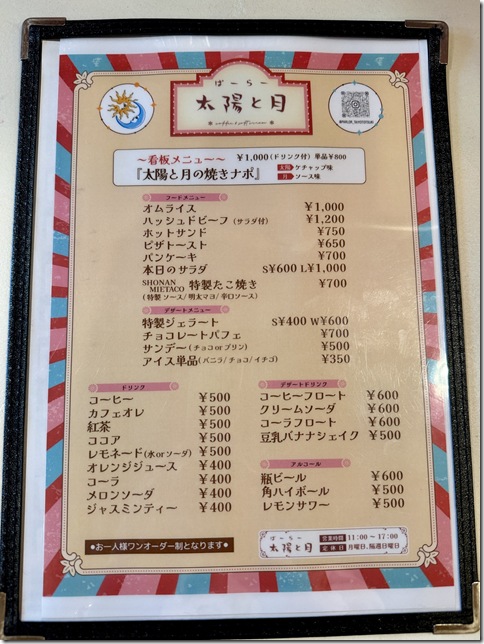 ぱーらー
太陽と月
～看板メニュー～ ¥1,000(ドリンク付) 単品¥800
『太陽と月の焼きナポ』 太陽 ケチャップ味
月 ソース味
フードメニュー
オムライス ¥1,000
ハッシュドビーフ(サラダ付) ¥1,200
ホットサンド ¥750
ピザトースト ¥650
パンケーキ ¥700
本日のサラダ S¥600 L¥1,000
SHONAN MIETACO 特製たこ焼き ¥700
(特製ソース/明太マヨ/辛口ソース)
デザートメニュー
特製ジェラート S¥400 W¥600
チョコレートパフェ ¥700
サンデー(チョコorプリン) ¥500
アイス単品(バニラ/チョコ/イチゴ) ¥350
ドリンク
コーヒー ¥500
カフェオレ ¥500
紅茶 ¥500
ココア ¥500
レモネード(水orソーダ) ¥500
オレンジジュース ¥400
コーラ ¥400
メロンソーダ ¥400
ジャスミンティー ¥400
デザートドリンク
コーヒーフロート ¥600
クリームソーダ ¥600
コーラフロート ¥600
豆乳バナナシェイク ¥500
アルコール
瓶ビール ¥600
角ハイボール ¥500
レモンサワー ¥500
●お一人様ワンオーダー制となります●
ぱーらー
太陽と月
営業時間 11:00～17:00
定休日 月曜日、隔週日曜日